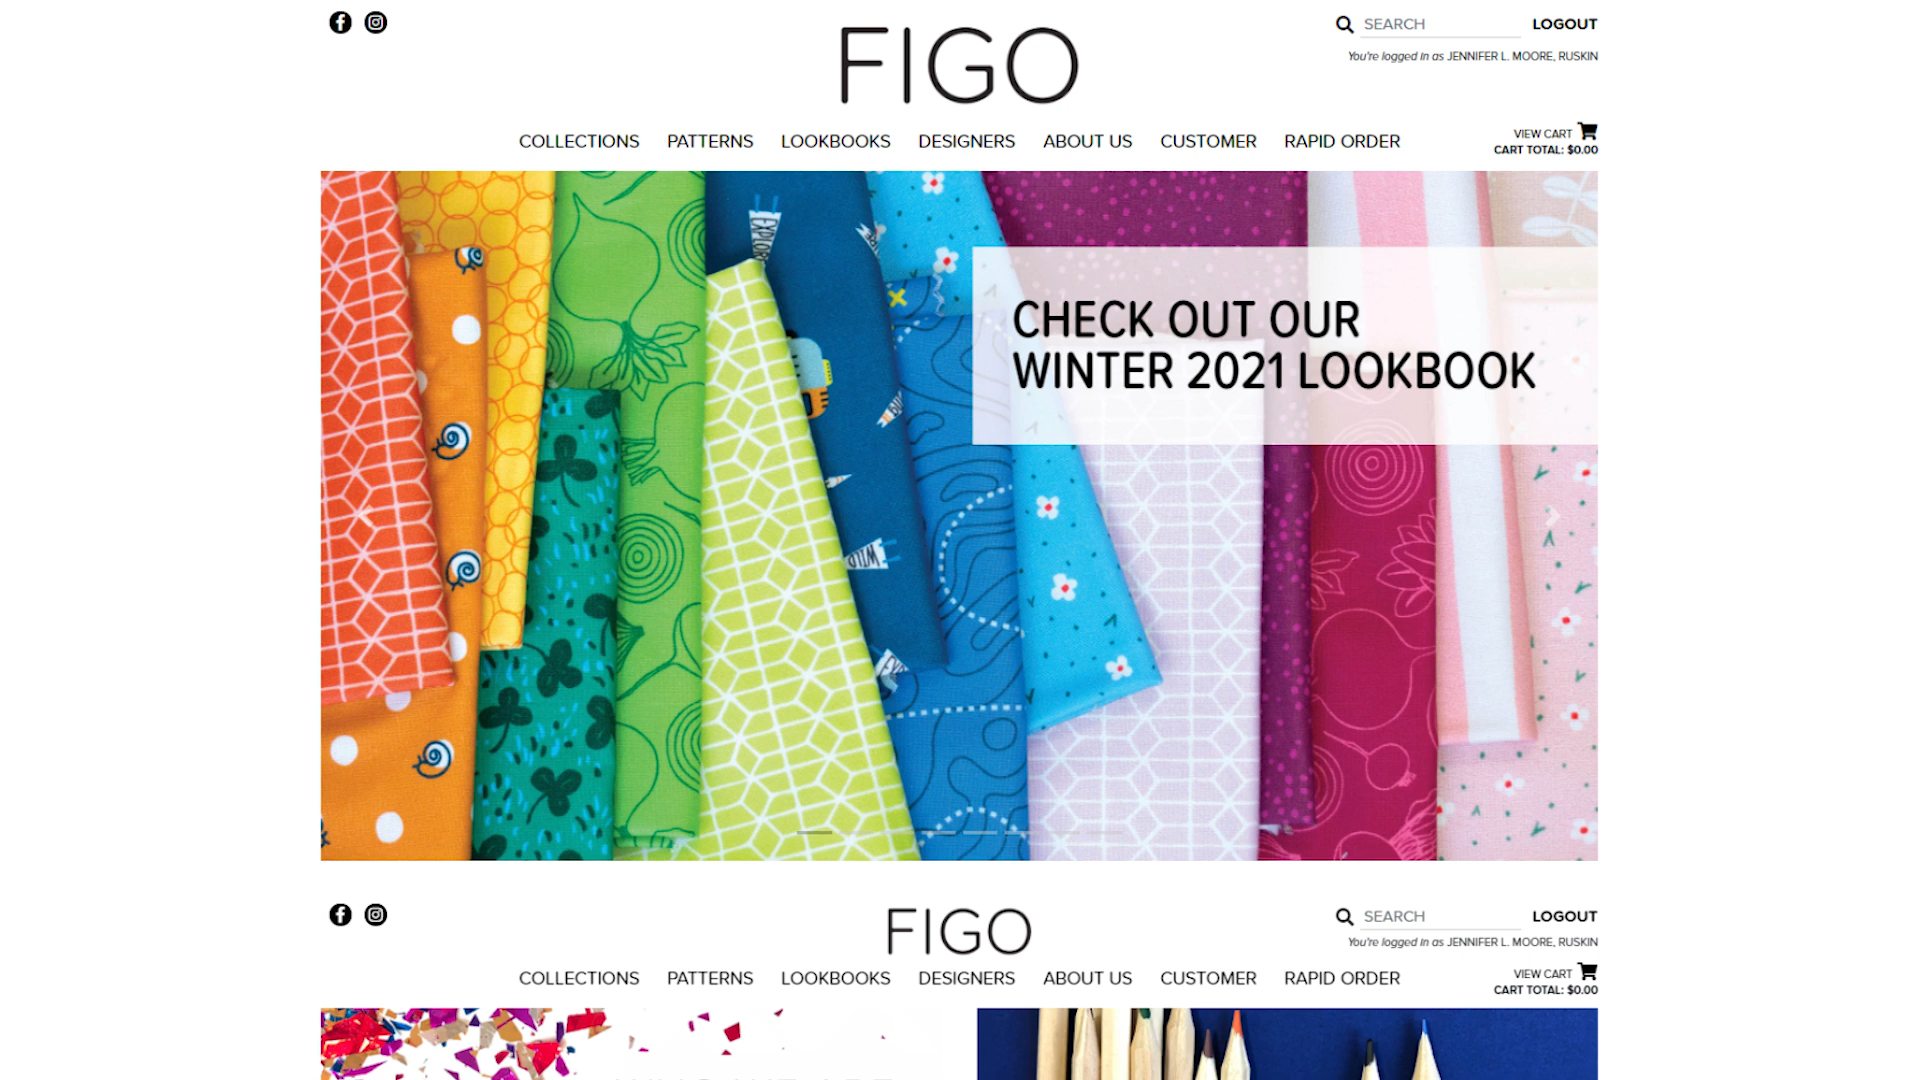 FIGO
SEARCH
LOGOUT
You're logged in as JENNIFER L. MOORE, RUSKIN
COLLECTIONS PATTERNS LOOKBOOKS DESIGNERS ABOUT US CUSTOMER RAPID ORDER
VIEW CART
CART TOTAL: $0.00
EXPLOR
WILD
CHECK OUT OUR
WINTER 2021 LOOKBOOK
FIGO
SEARCH
LOGOUT
You're logged in as JENNIFER L. MOORE, RUSKIN
COLLECTIONS PATTERNS LOOKBOOKS DESIGNERS ABOUT US CUSTOMER RAPID ORDER
VIEW CART
CART TOTAL: $0.00